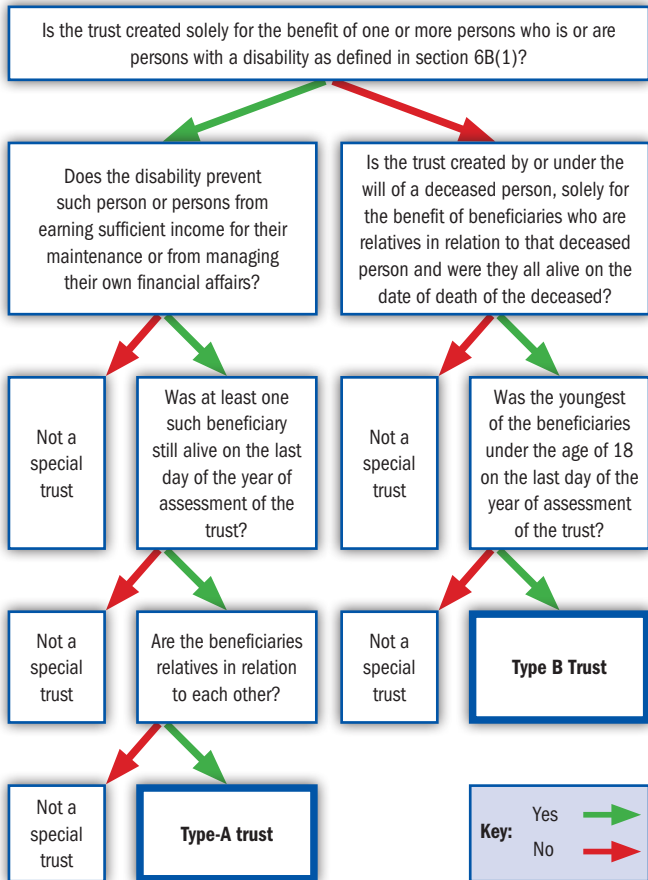 Is the trust created solely for the benefit of one or more persons who is or are
persons with a disability as defined in section 6B(1)?
Does the disability prevent
such person or persons from
earning sufficient income for their
maintenance or from managing
their own financial affairs?
Is the trust created by or under the
will of a deceased person, solely for
the benefit of beneficiaries who are
relatives in relation to that deceased
person and were they all alive on the
date of death of the deceased?
Not a
special
trust
Was at least one
such beneficiary
still alive on the last
day of the year of
assessment of the
trust?
Not a
special
trust
Was the youngest
of the beneficiaries
under the age of 18
on the last day of the
year of assessment
of the trust?
Not a
special
trust
Are the beneficiaries
relatives in relation
to each other?
Not a
special
trust
Type B Trust
Not a
special
trust
Type-A trust
Key:
Yes
No